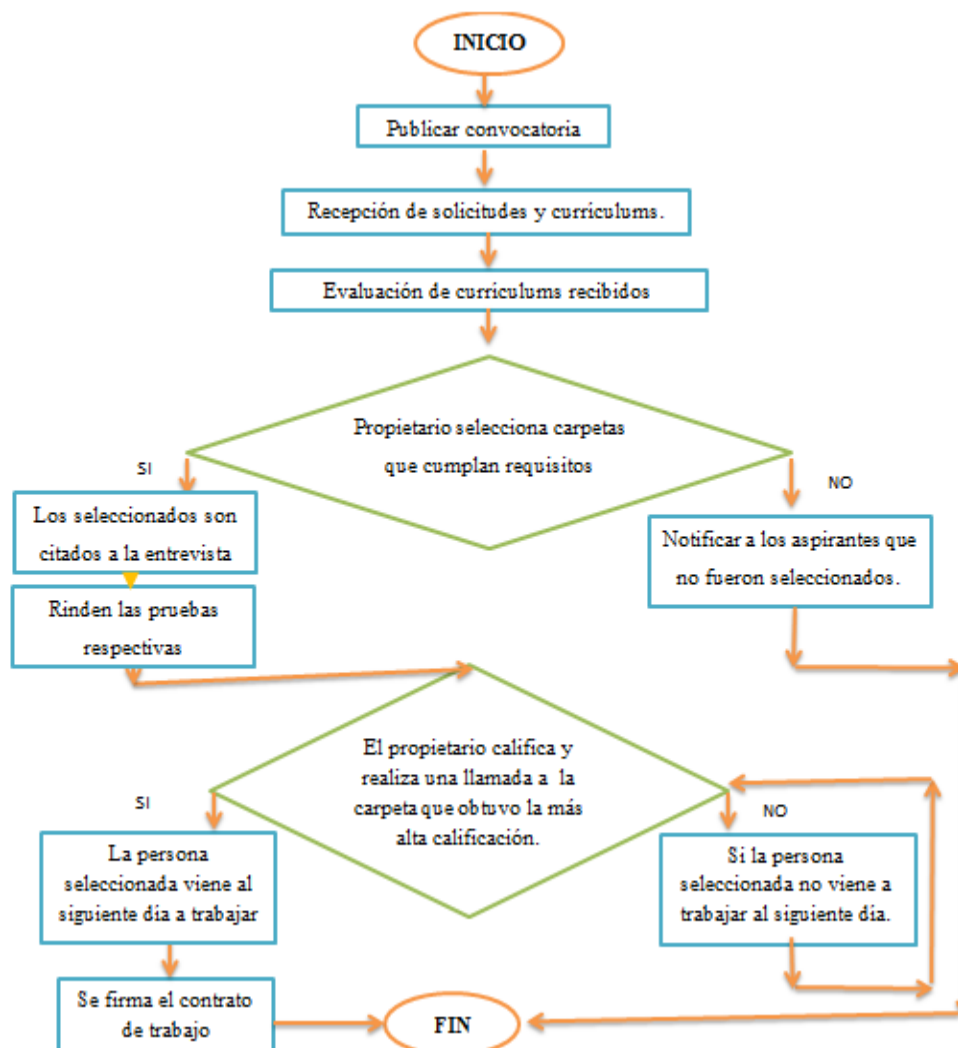 INICIO
Publicar convocatoria
Recepción de solicitudes y curriculums.
Evaluación de curriculums recibidos
Propietario selecciona carpetas
que cumplan requisitos
SI
NO
Los seleccionados son
citados a la entrevista
Notificar a los aspirantes que
no fueron seleccionados.
Rinden las pruebas
respectivas
El propietario califica y
realiza una llamada a la
carpeta que obtuvo la más
alta calificación.
SI
NO
La persona
seleccionada viene al
siguiente día a trabajar
Si la persona
seleccionada no viene a
trabajar al siguiente día.
Se firma el contrato
de trabajo
FIN